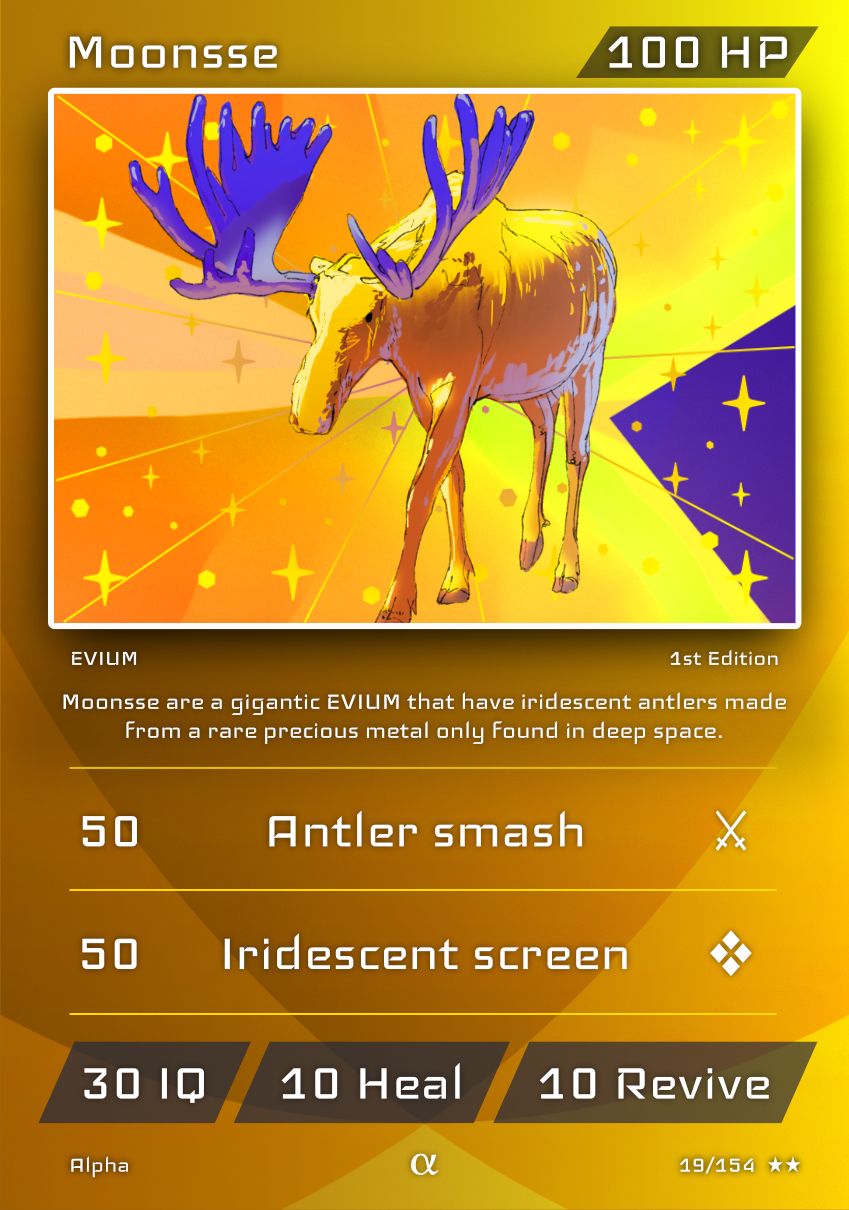 Moonsse
100 HP
EVIUM
1st Edition
Moonsse are a gigantic EVIUM that have iridescent antlers made
from a rare precious metal only found in deep space.
50 Antler smash
50 Iridescent screen
30 IQ
10 Heal
10 Revive
Alpha
α
19/154 ★★